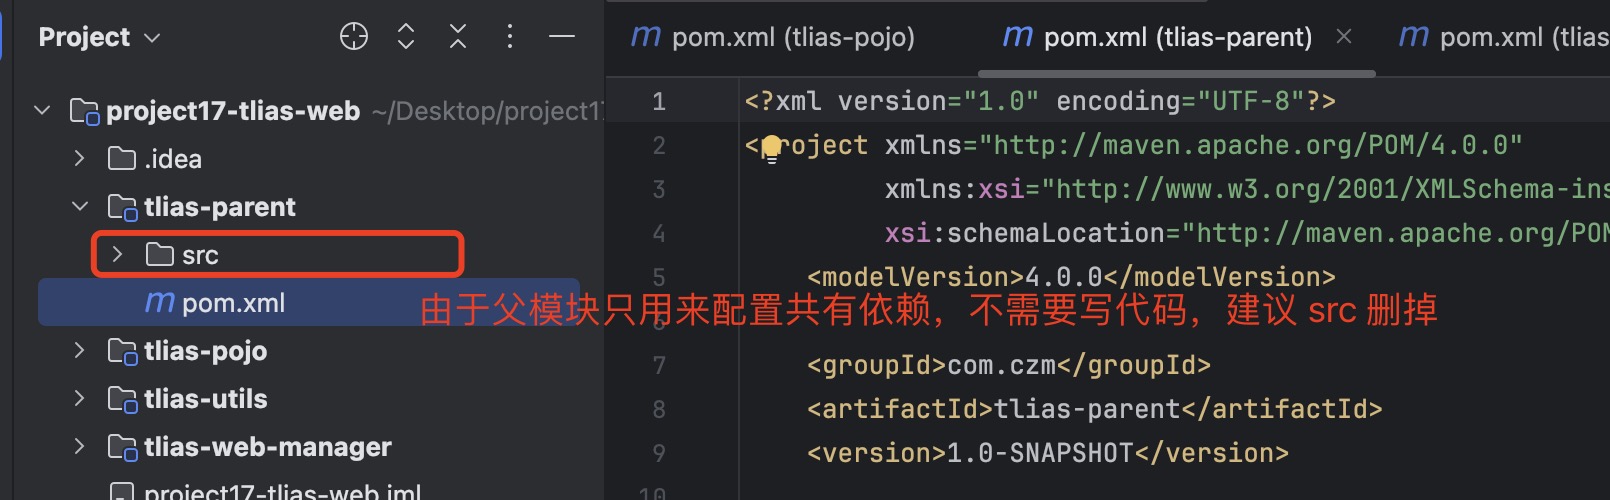 Project
project17-tlias-web ~/Desktop/project17
.idea
tlias-parent
src
pom.xml
tlias-pojo
tlias-utils
tlias-web-manager
project17-tlias-web.iml
pom.xml (tlias-pojo)
pom.xml (tlias-parent)
pom.xml (tlias
1 <?xml version="1.0" encoding="UTF-8"?>
2 <project xmlns="http://maven.apache.org/POM/4.0.0"
3 xmlns:xsi="http://www.w3.org/2001/XMLSchema-ins
4 xsi:schemaLocation="http://maven.apache.org/POM
5 <modelVersion>4.0.0</modelVersion>
由于父模块只用来配置共有依赖，不需要写代码，建议 src 删掉
6
7 <groupId>com.czm</groupId>
8 <artifactId>tlias-parent</artifactId>
9 <version>1.0-SNAPSHOT</version>
10